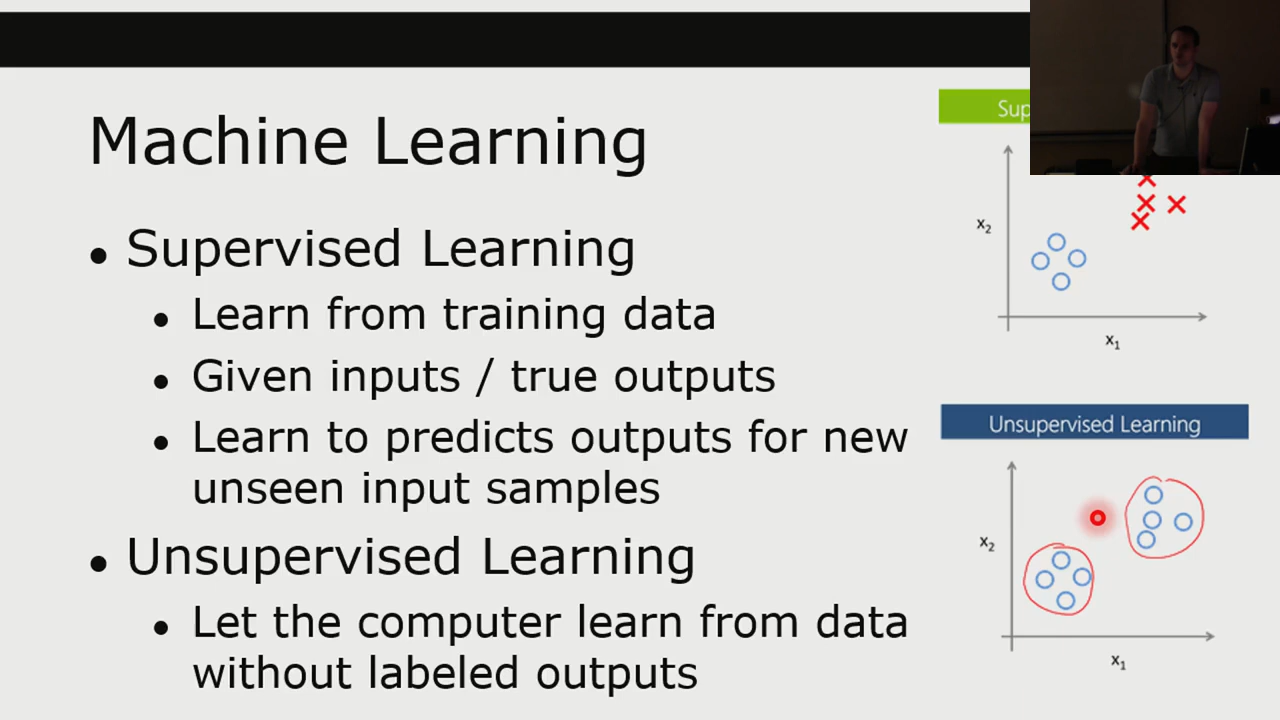 Machine Learning
• Supervised Learning
• Learn from training data
• Given inputs / true outputs
• Learn to predicts outputs for new
unseen input samples
• Unsupervised Learning
• Let the computer learn from data
without labeled outputs
Sup
x₂
x₁
Unsupervised Learning
x₂
x₁